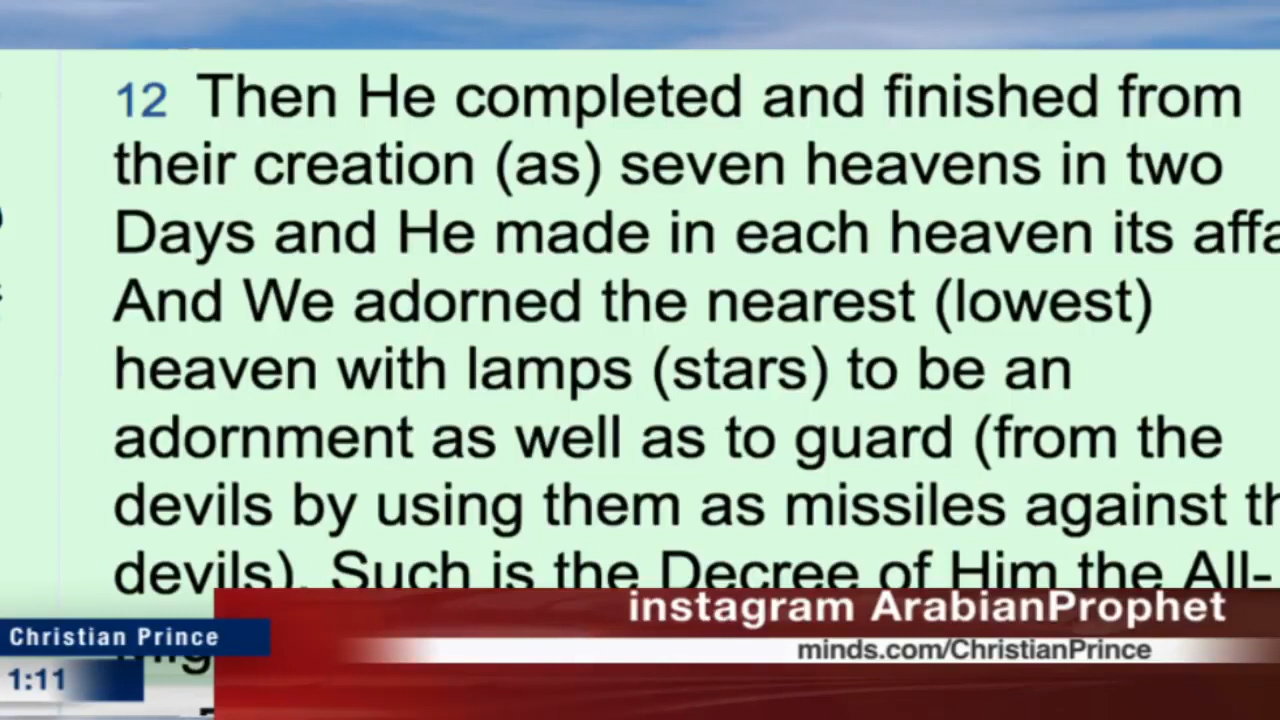 12 Then He completed and finished from
their creation (as) seven heavens in two
Days and He made in each heaven its
And We adorned the nearest (lowest)
heaven with lamps (stars) to be an
adornment as well as to guard (from the
devils by using them as missiles against
devils). Such is the Decree of Him the All-
instagram ArabianProphet
minds.com/ChristianPrince
Christian Prince
1:11